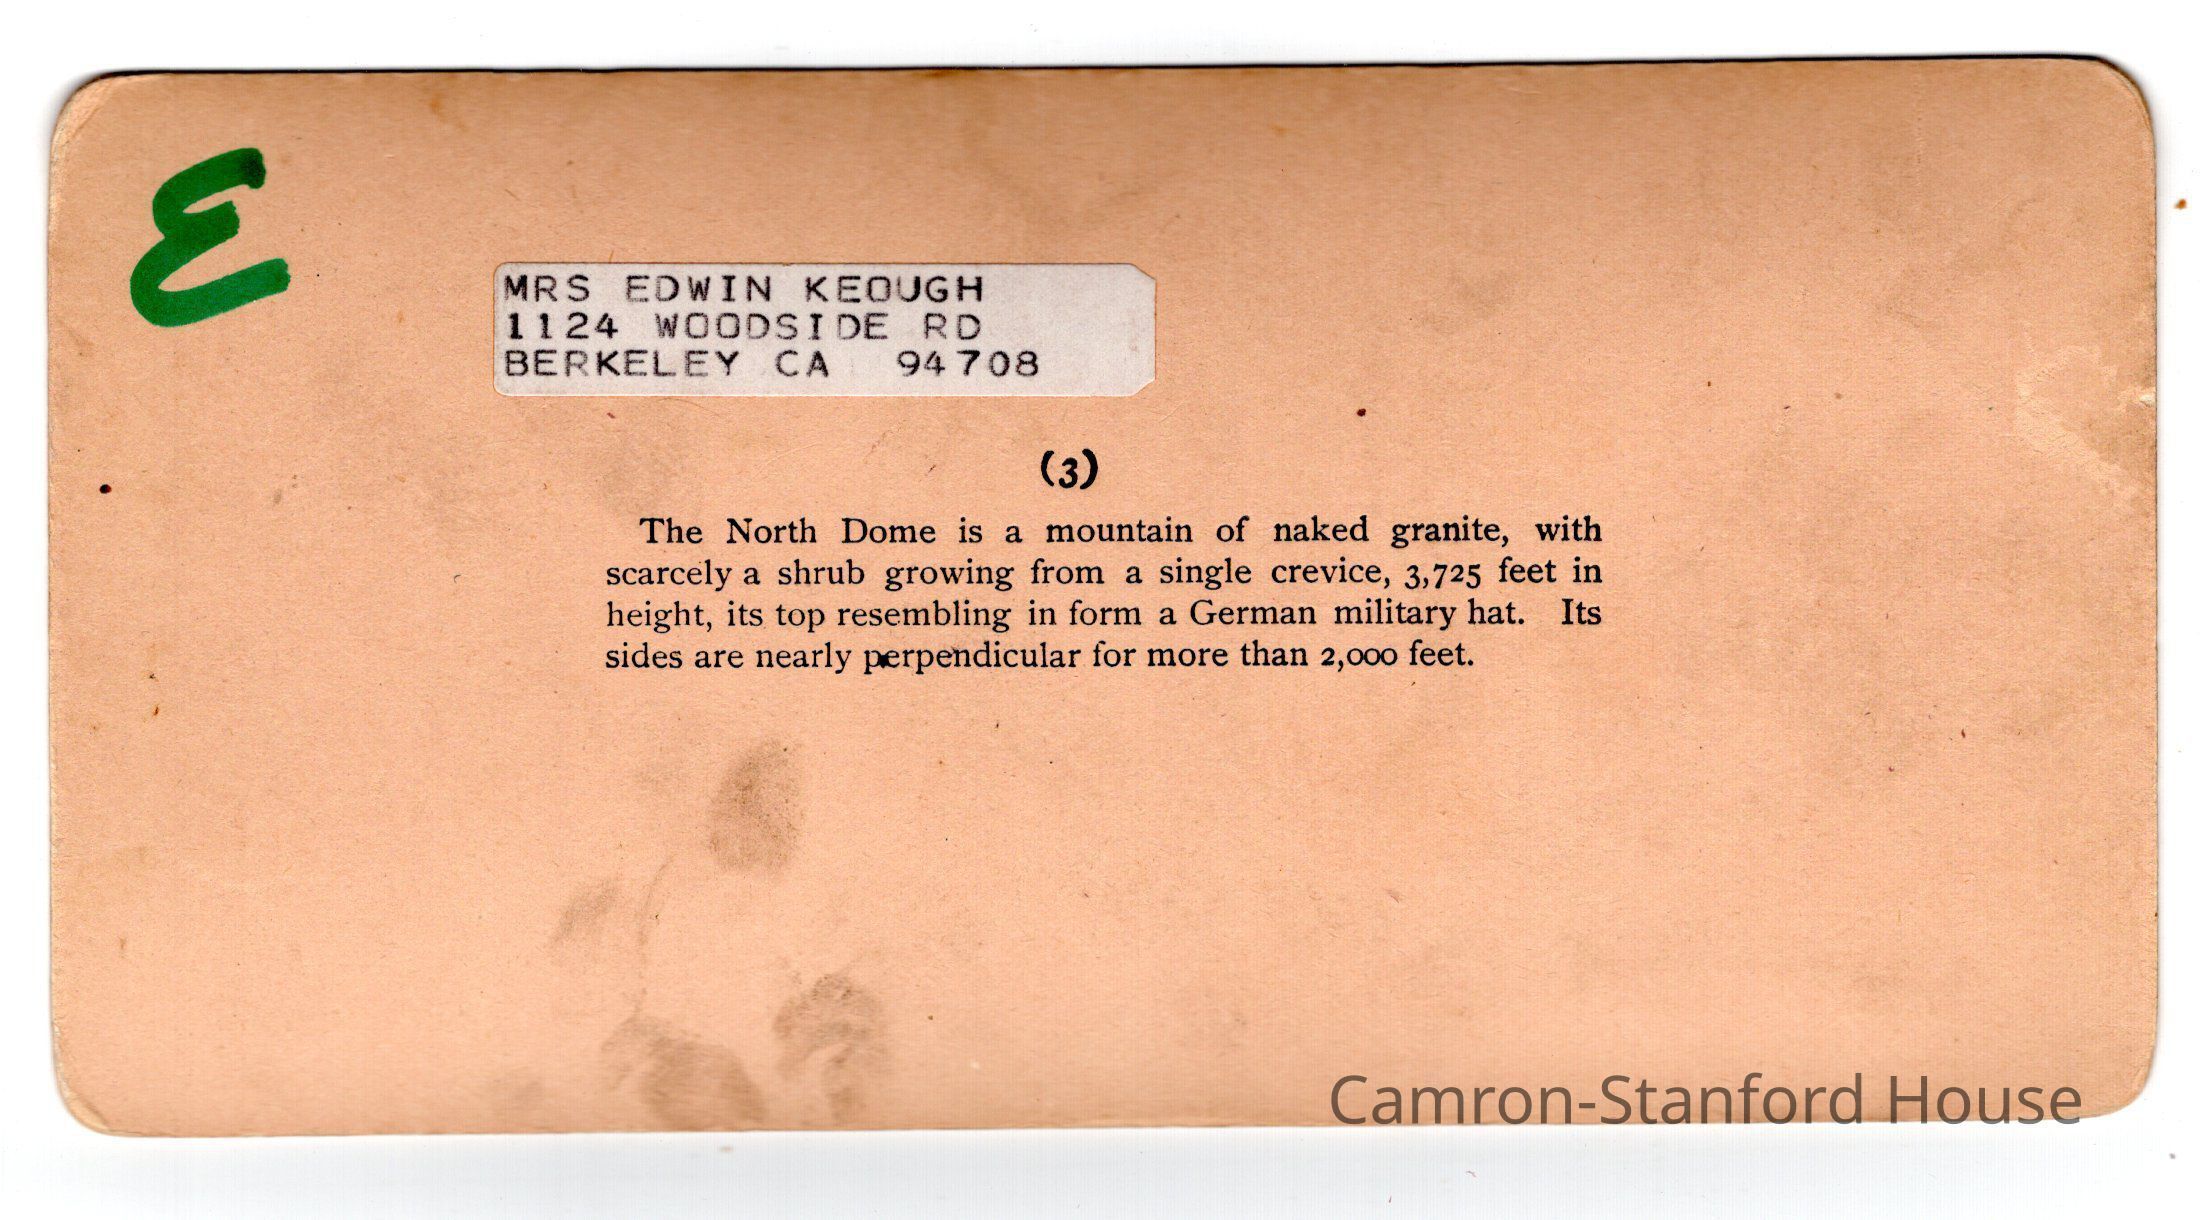 E
MRS EDWIN KEOUGH
1124 WOODSIDE RD
BERKELEY CA 94708
(3)
The North Dome is a mountain of naked granite, with
scarcely a shrub growing from a single crevice, 3,725 feet in
height, its top resembling in form a German military hat. Its
sides are nearly perpendicular for more than 2,000 feet.
Camron-Stanford House